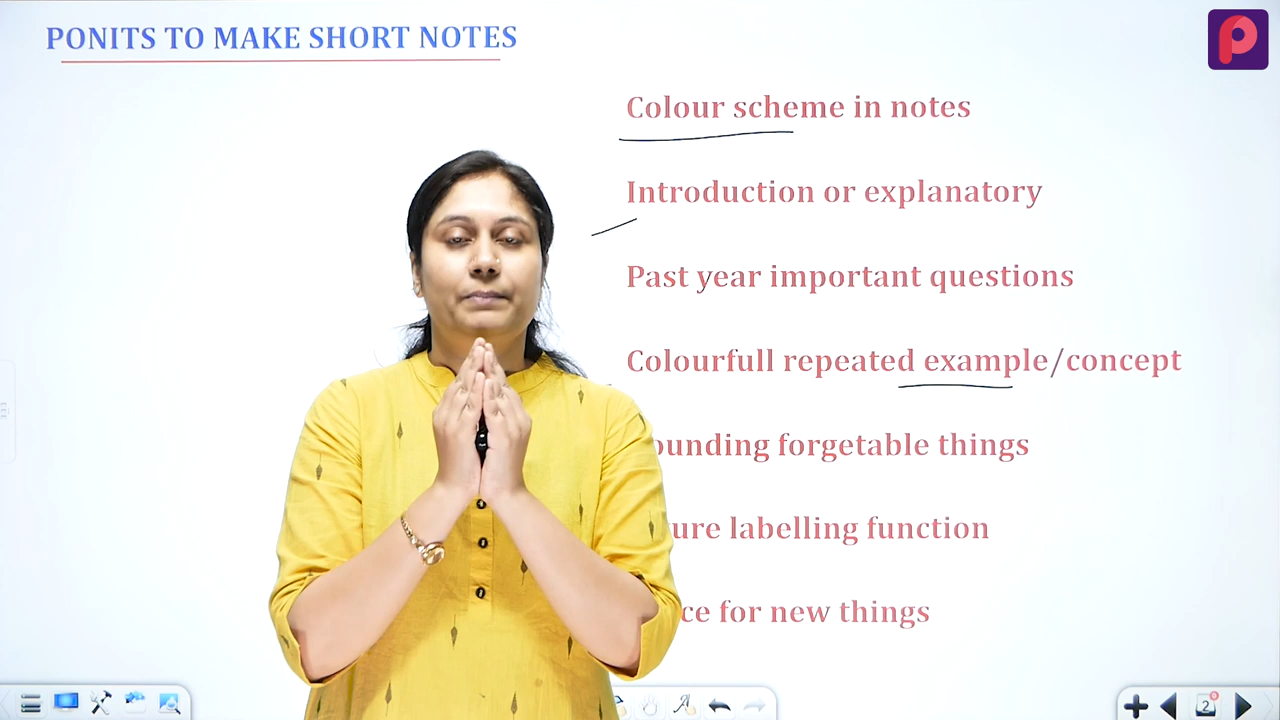 PONITS TO MAKE SHORT NOTES
Colour scheme in notes
Introduction or explanatory
Past year important questions
Colourfull repeated example/concept
forgetable things
labelling function
for new things
2